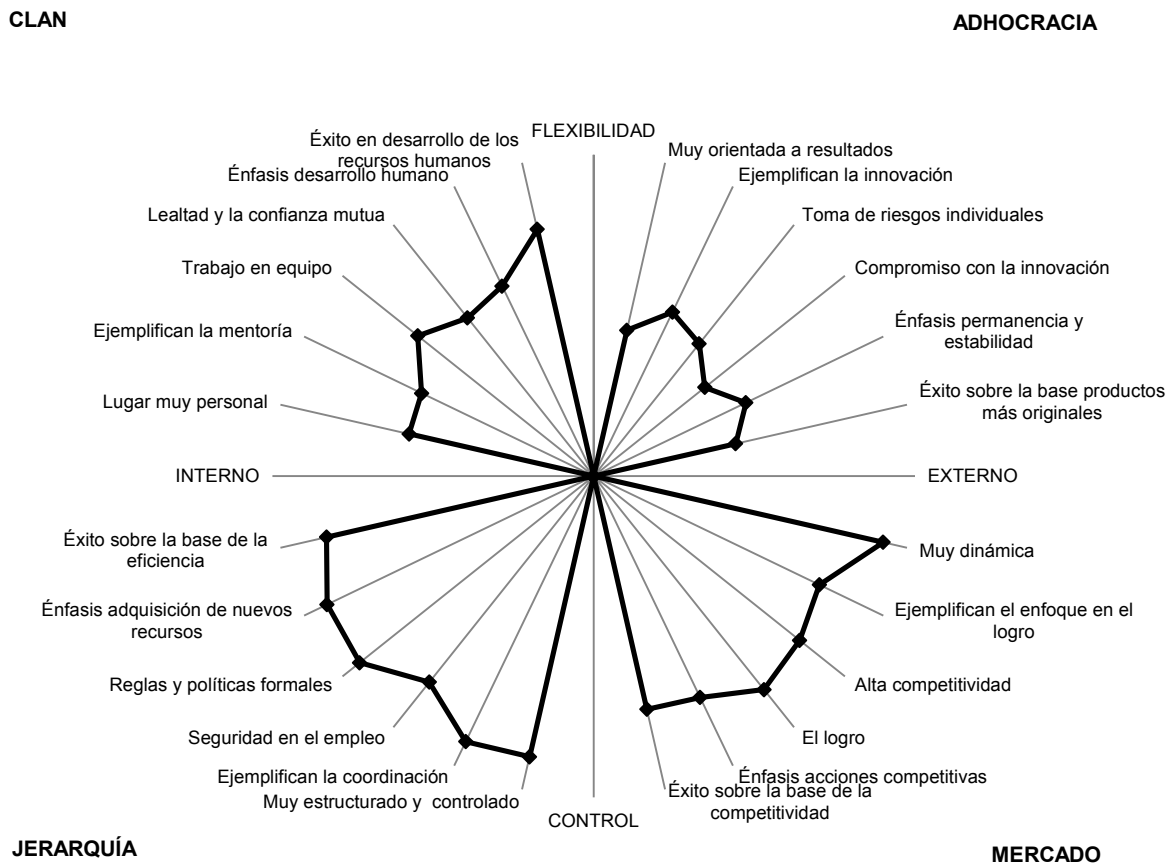 CLAN
ADHOCRACIA
FLEXIBILIDAD
Éxito en desarrollo de los
recursos humanos
Énfasis desarrollo humano
Lealtad y la confianza mutua
Trabajo en equipo
Ejemplifican la mentoría
Lugar muy personal
INTERNO
Muy orientada a resultados
Ejemplifican la innovación
Toma de riesgos individuales
Compromiso con la innovación
Énfasis permanencia y
estabilidad
Éxito sobre la base productos
más originales
EXTERNO
Éxito sobre la base de la
eficiencia
Énfasis adquisición de nuevos
recursos
Reglas y políticas formales
Seguridad en el empleo
Ejemplifican la coordinación
Muy estructurado y  controlado
Muy dinámica
Ejemplifican el enfoque en el
logro
Alta competitividad
El logro
Énfasis acciones competitivas
Éxito sobre la base de la
competitividad
CONTROL
JERARQUÍA
MERCADO